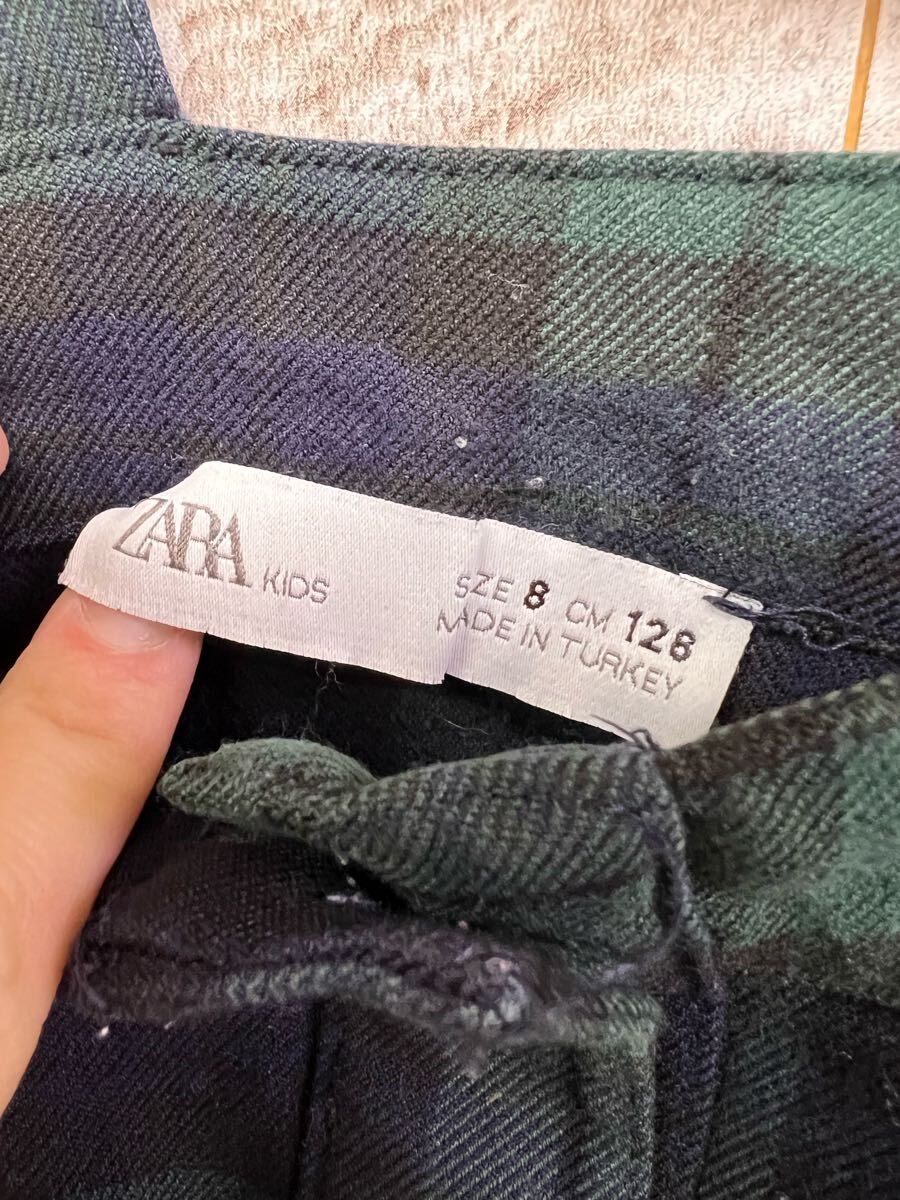 ZARA KIDS
SIZE 8 CM 128
MADE IN TURKEY